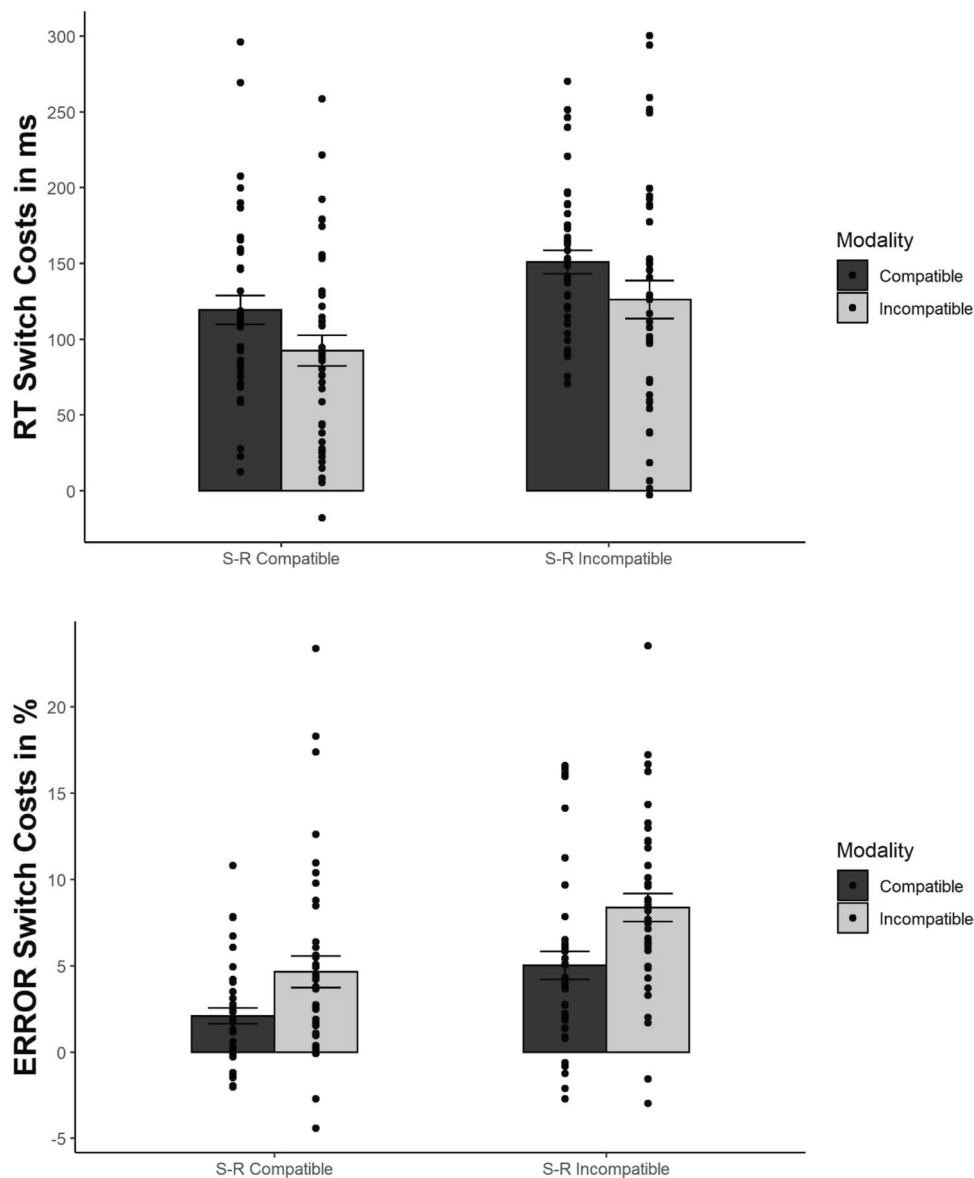 RT Switch Costs in ms
300
250
200
150
100
50
0
S-R Compatible
S-R Incompatible
Modality
Compatible
Incompatible
ERROR Switch Costs in %
20
15
10
5
0
-5
S-R Compatible
S-R Incompatible
Modality
Compatible
Incompatible